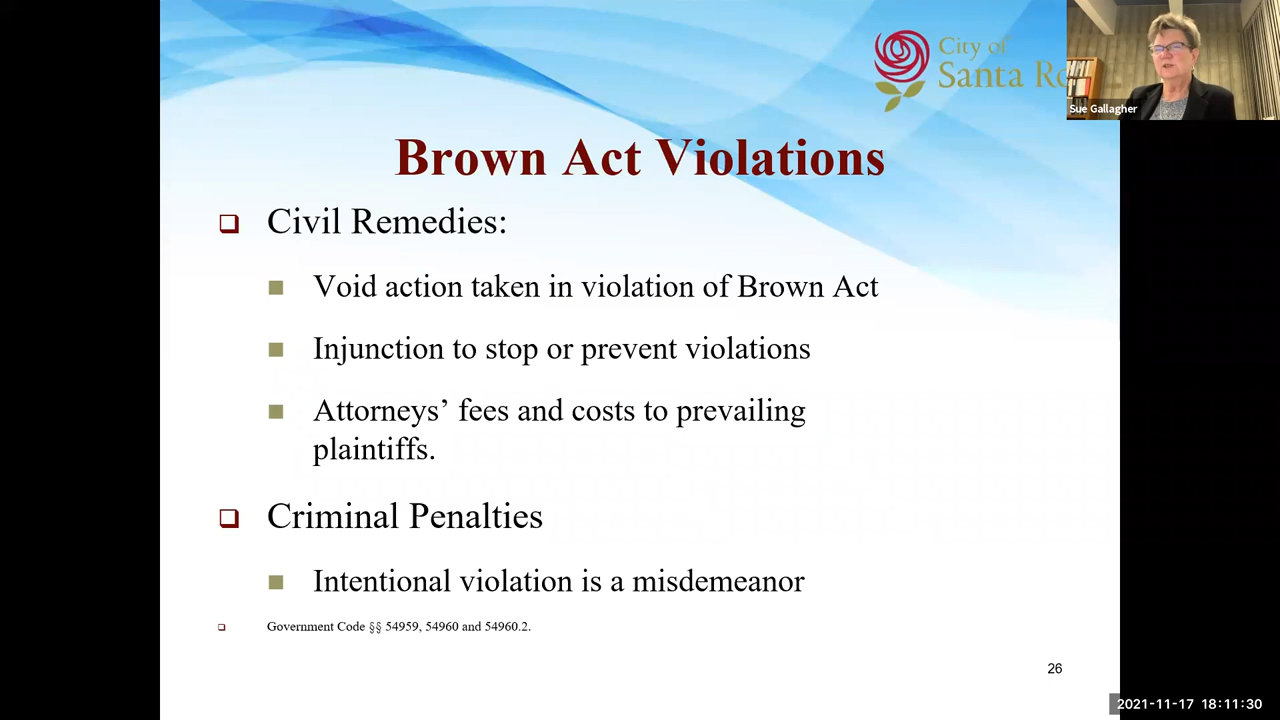 City of
Santa Ro
Sue Gallagher
Brown Act Violations
❑ Civil Remedies:
■ Void action taken in violation of Brown Act
■ Injunction to stop or prevent violations
■ Attorneys’ fees and costs to prevailing
plaintiffs.
❑ Criminal Penalties
■ Intentional violation is a misdemeanor
❑ Government Code §§ 54959, 54960 and 54960.2.
26
2021-11-17 18:11:30